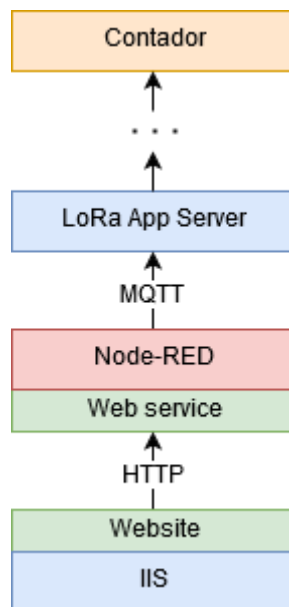 Contador
. . .
LoRa App Server
MQTT
Node-RED
Web service
HTTP
Website
IIS